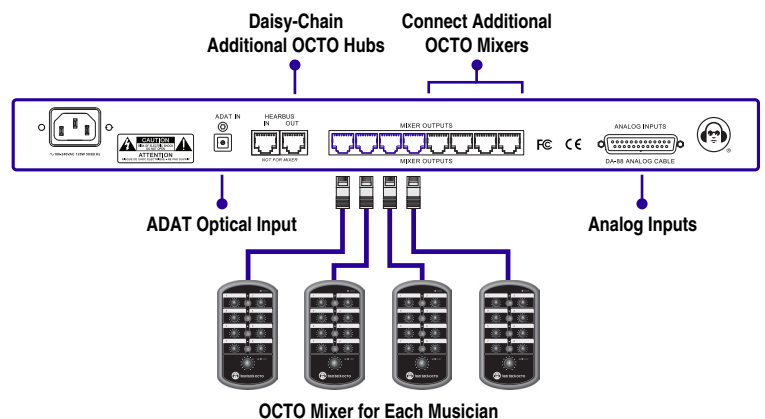 Daisy-Chain
Additional OCTO Hubs
Connect Additional
OCTO Mixers
ADAT IN
HEARBUS
IN OUT
NOT FOR MIXER
MIXER OUTPUTS
MIXER OUTPUTS
FC CE
ANALOG INPUTS
DA-88 ANALOG CABLE
®
CAUTION
ATTENTION
ADAT Optical Input
Analog Inputs
OCTO Mixer for Each Musician